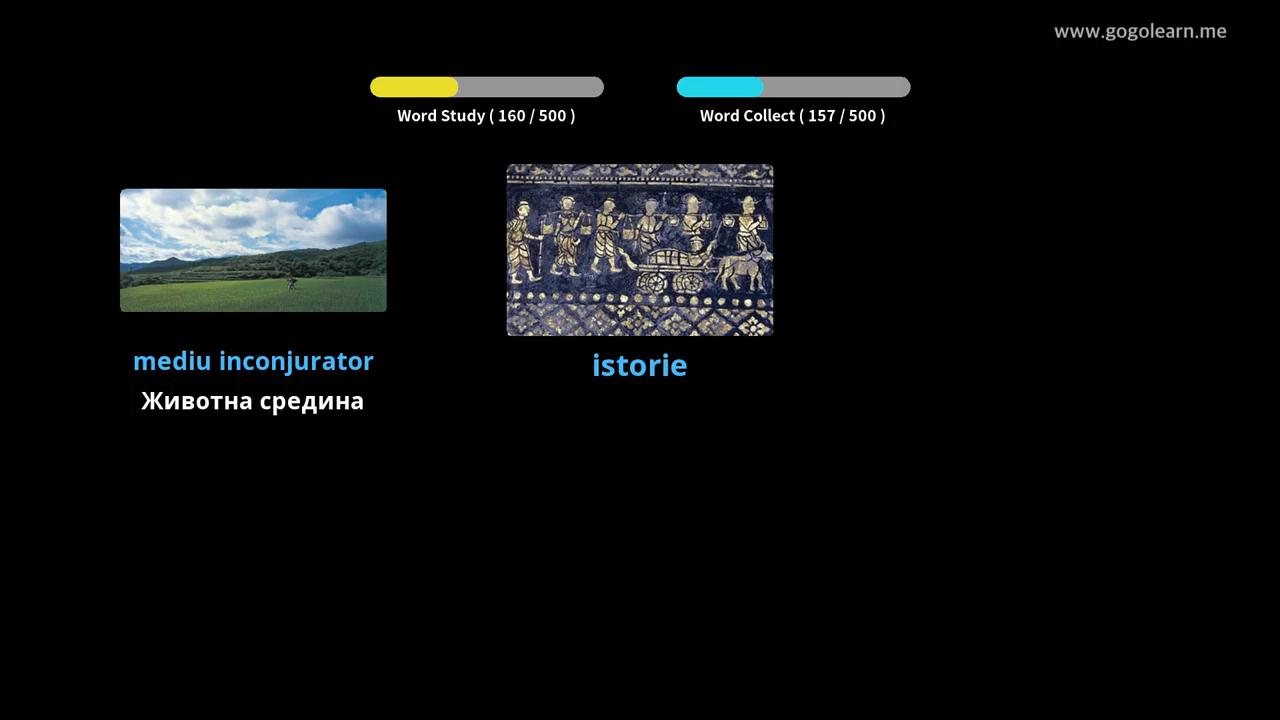 www.gogolearn.me
Word Study ( 160 / 500 )
Word Collect ( 157 / 500 )
mediu inconjurator
Животна средина
istorie